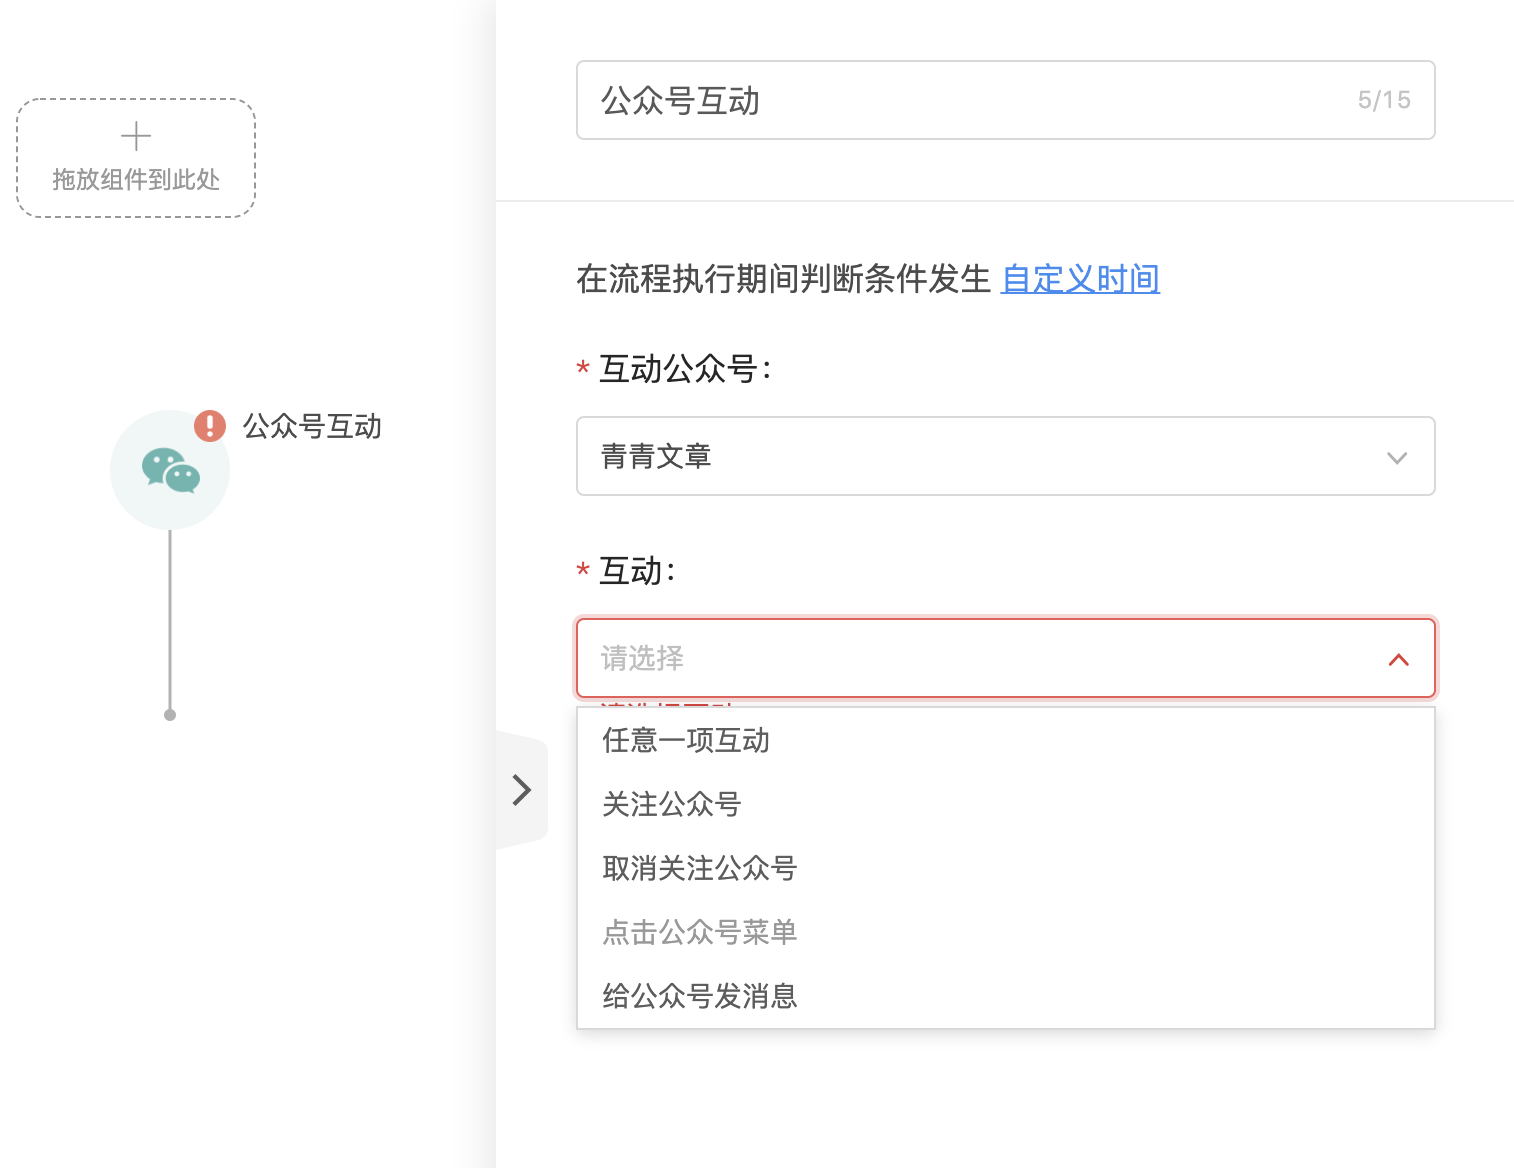 拖放组件到此处
公众号互动
公众号互动
5/15
在流程执行期间判断条件发生 自定义时间
* 互动公众号:
青青文章
* 互动:
请选择
任意一项互动
关注公众号
取消关注公众号
点击公众号菜单
给公众号发消息